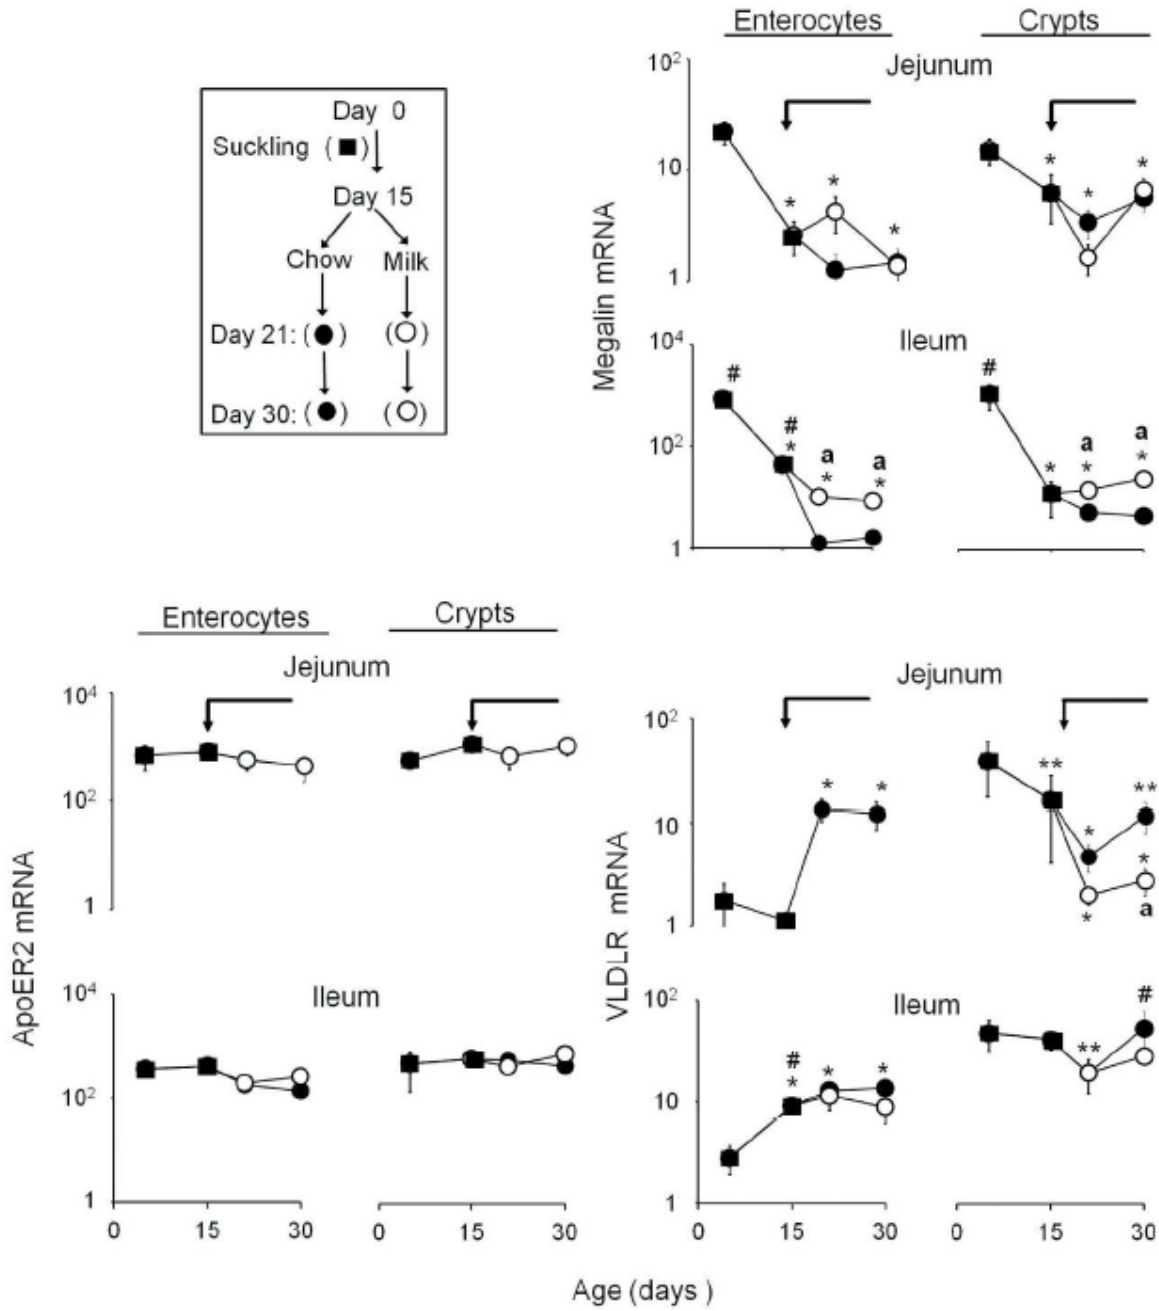 Day 0
Suckling (■)
Day 15
Chow Milk
Day 21: (●) (○)
Day 30: (●) (○)
Enterocytes Crypts
Jejunum
Megalin mRNA
10²
10
1
* * *
* * *
Ileum
10⁴
10²
1
# # * a * a *
# * a * a *
Enterocytes Crypts
Jejunum
ApoER2 mRNA
10⁴
10²
1
Ileum
10⁴
10²
1
0 15 30
0 15 30
Jejunum
VLDLR mRNA
10²
10
1
* *
** * * ** * a
Ileum
10²
10
1
# * * *
** #
0 15 30
0 15 30
Age (days )